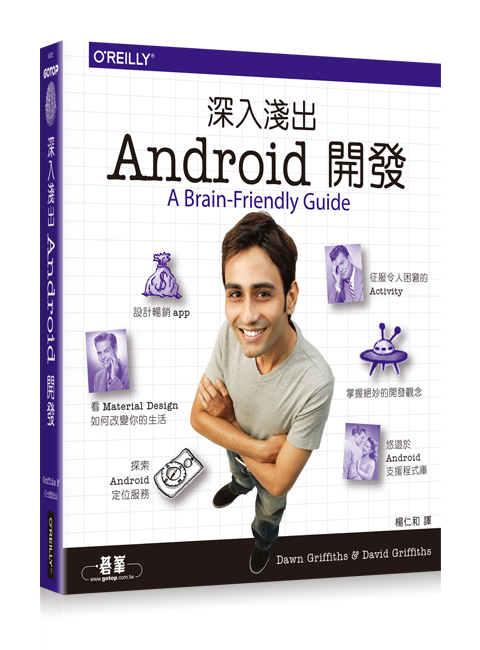 O'REILLY®
深入淺出
Android 開發
A Brain-Friendly Guide
設計暢銷 app
征服令人困窘的
Activity
看 Material Design
如何改變你的生活
掌握絕妙的開發觀念
探索
Android
定位服務
悠遊於
Android
支援程式庫
楊仁和 譯
Dawn Griffiths & David Griffiths
碁峯
www.gotop.com.tw
GOTOP
深入淺出 Android 開發
Griffiths &
Griffiths
O'REILLY®